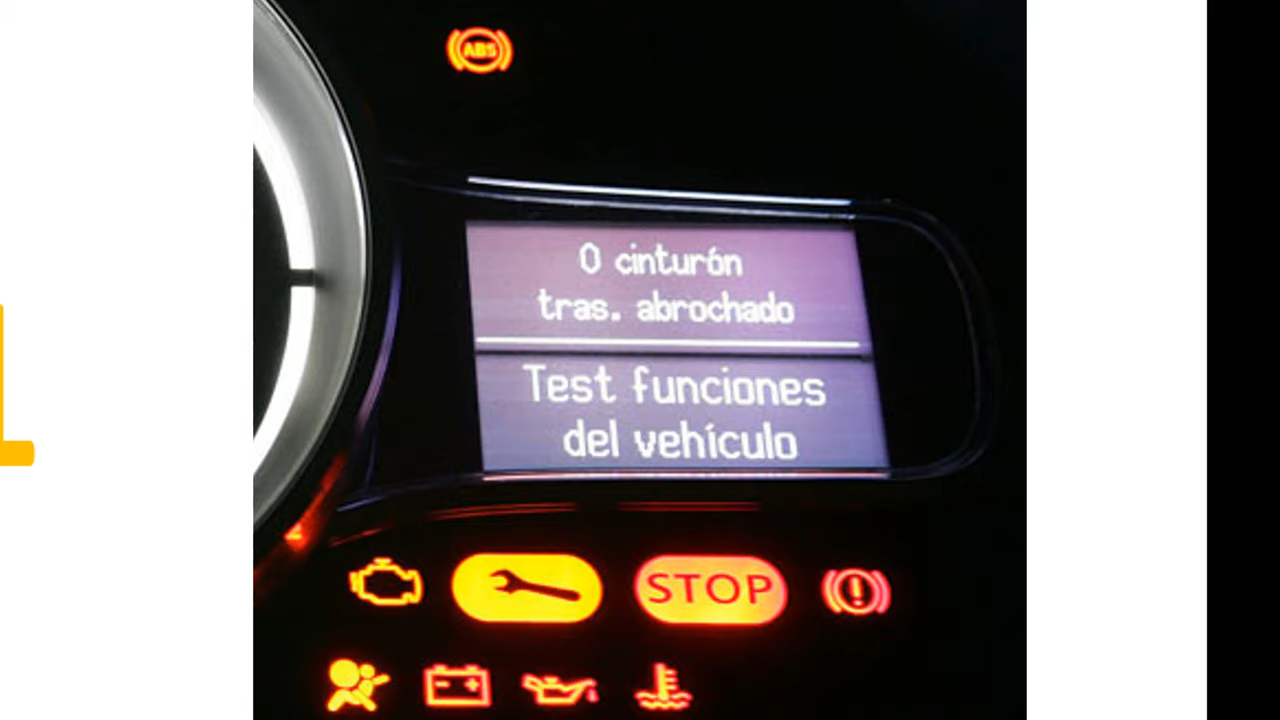 ABS
0 cinturón
tras. abrochado
Test funciones
del vehículo
STOP